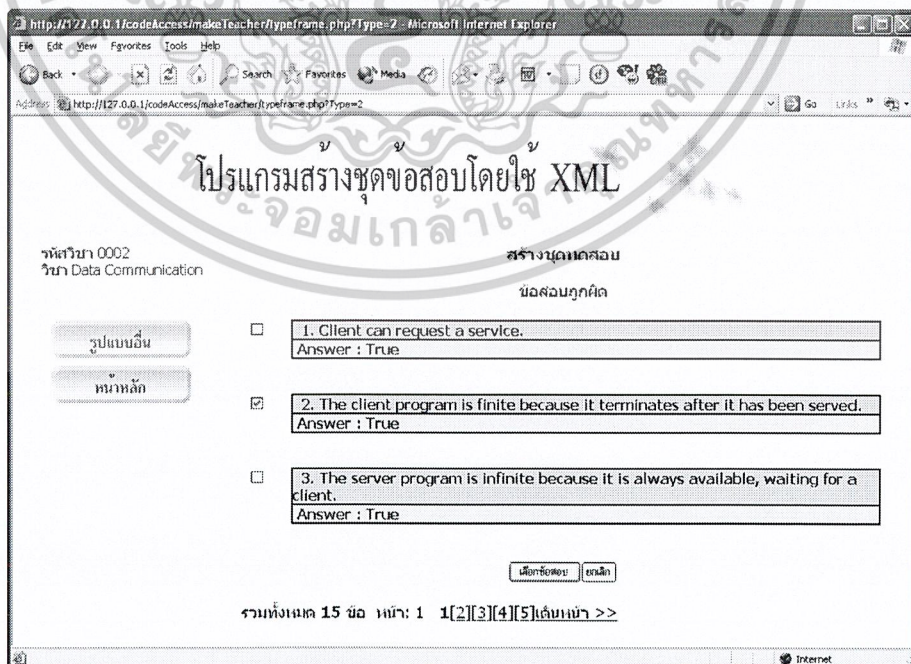 http://127.0.0.1/codeAccess/makeTeacher/typeframe.php?Type=2 - Microsoft Internet Explorer
File Edit View Favorites Tools Help
Back Search Favorites Media
Address http://127.0.0.1/codeAccess/makeTeacher/typeframe.php?Type=2 Go Links »
โปรแกรมสร้างชุดข้อสอบโดยใช้ XML
รหัสวิชา 0002
วิชา Data Communication
สร้างชุดทดสอบ
ข้อสอบถูกผิด
รูปแบบอื่น
หน้าหลัก
1. Client can request a service.
Answer : True
2. The client program is finite because it terminates after it has been served.
Answer : True
3. The server program is infinite because it is always available, waiting for a
client.
Answer : True
เลือกข้อสอบ ยกเลิก
รวมทั้งหมด 15 ข้อ หน้า: 1 1[2][3][4][5]เต็มหน้า >>
Internet